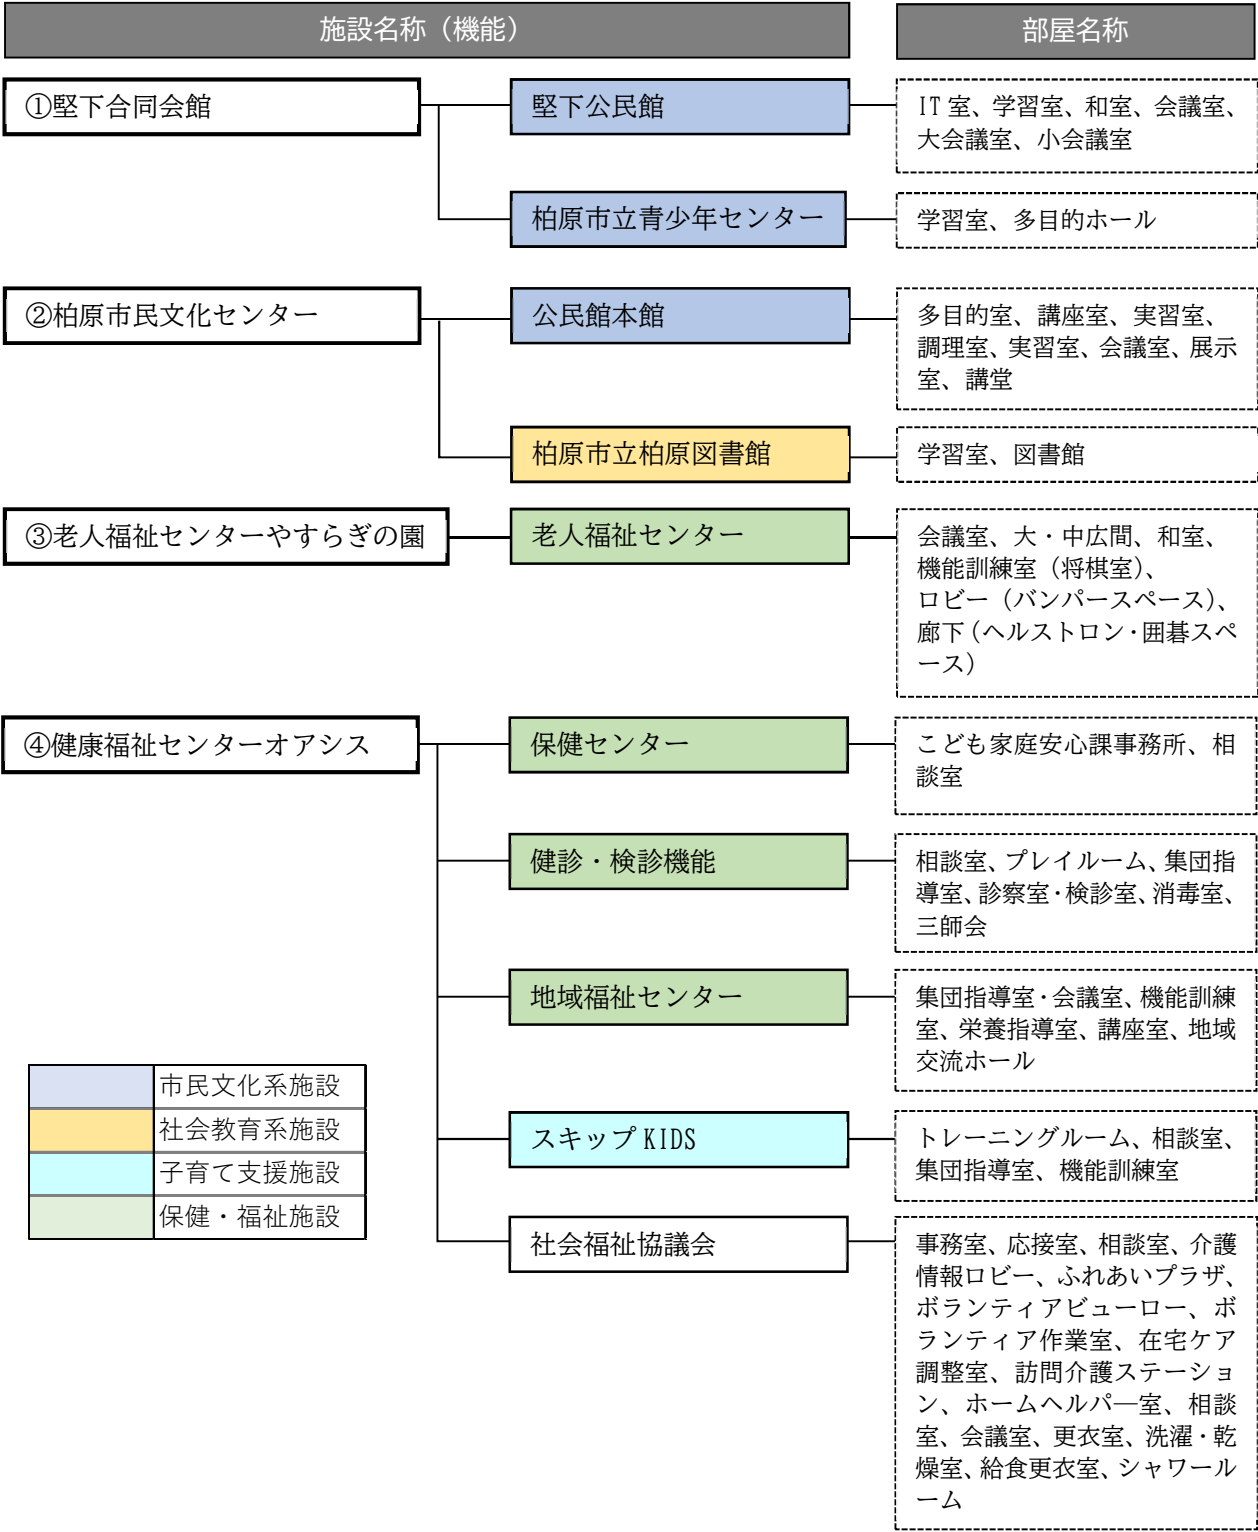 施設名称（機能）
部屋名称
①堅下合同会館
堅下公民館
IT室、学習室、和室、会議室、
大会議室、小会議室
柏原市立青少年センター
学習室、多目的ホール
②柏原市民文化センター
公民館本館
多目的室、講座室、実習室、
調理室、実習室、会議室、展示
室、講堂
柏原市立柏原図書館
学習室、図書館
③老人福祉センターやすらぎの園
老人福祉センター
会議室、大・中広間、和室、
機能訓練室（将棋室）、
ロビー（バンパースペース）、
廊下（ヘルストロン・囲碁スペ
ース）
④健康福祉センターオアシス
保健センター
こども家庭安心課事務所、相
談室
健診・検診機能
相談室、プレイルーム、集団指
導室、診察室・検診室、消毒室、
三師会
地域福祉センター
集団指導室・会議室、機能訓練
室、栄養指導室、講座室、地域
交流ホール
スキップKIDS
トレーニングルーム、相談室、
集団指導室、機能訓練室
社会福祉協議会
事務室、応接室、相談室、介護
情報ロビー、ふれあいプラザ、
ボランティアビューロー、ボ
ランティア作業室、在宅ケア
調整室、訪問介護ステーショ
ン、ホームヘルパ―室、相談
室、会議室、更衣室、洗濯・乾
燥室、給食更衣室、シャワール
ーム
市民文化系施設
社会教育系施設
子育て支援施設
保健・福祉施設